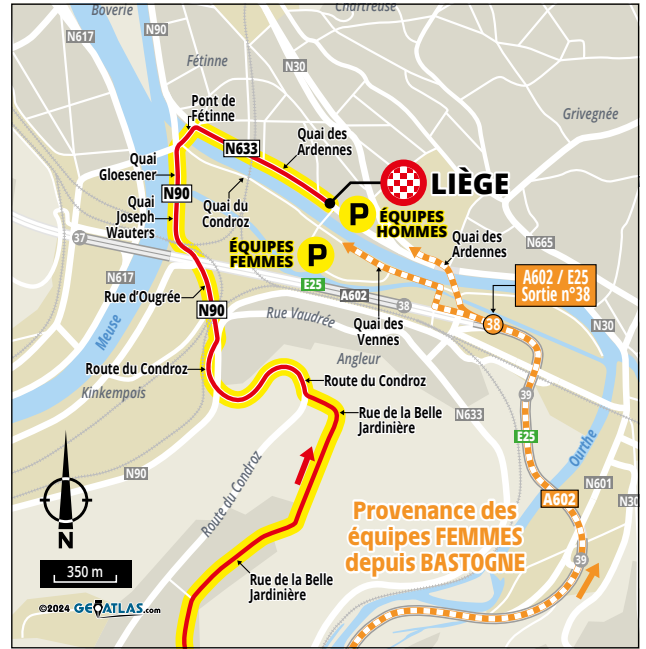 Boverie
N90
Chartreuse
N617
Fétinne
N30
Grivegnée
Pont de
Fétinne
N633
Quai des
Ardennes
Quai
Gloesener
N90
LIÈGE
Quai
Joseph
Wauters
Quai du
Condroz
P
ÉQUIPES
HOMMES
ÉQUIPES
FEMMES
P
Quai des
Ardennes
N665
37
N617
E25
A602
38
A602 / E25
Sortie n°38
Rue d'Ougrée
N90
Rue Vaudrée
Quai des
Vennes
38
N30
Meuse
Angleur
Route du Condroz
Kinkempois
Route du Condroz
39
Rue de la Belle
Jardinière
N633
E25
Ourthe
N90
Route du Condroz
N601
A602
N30
Provenance des
équipes FEMMES
depuis BASTOGNE
N
39
350 m
Rue de la Belle
Jardinière
©2024 GEOATLAS.com